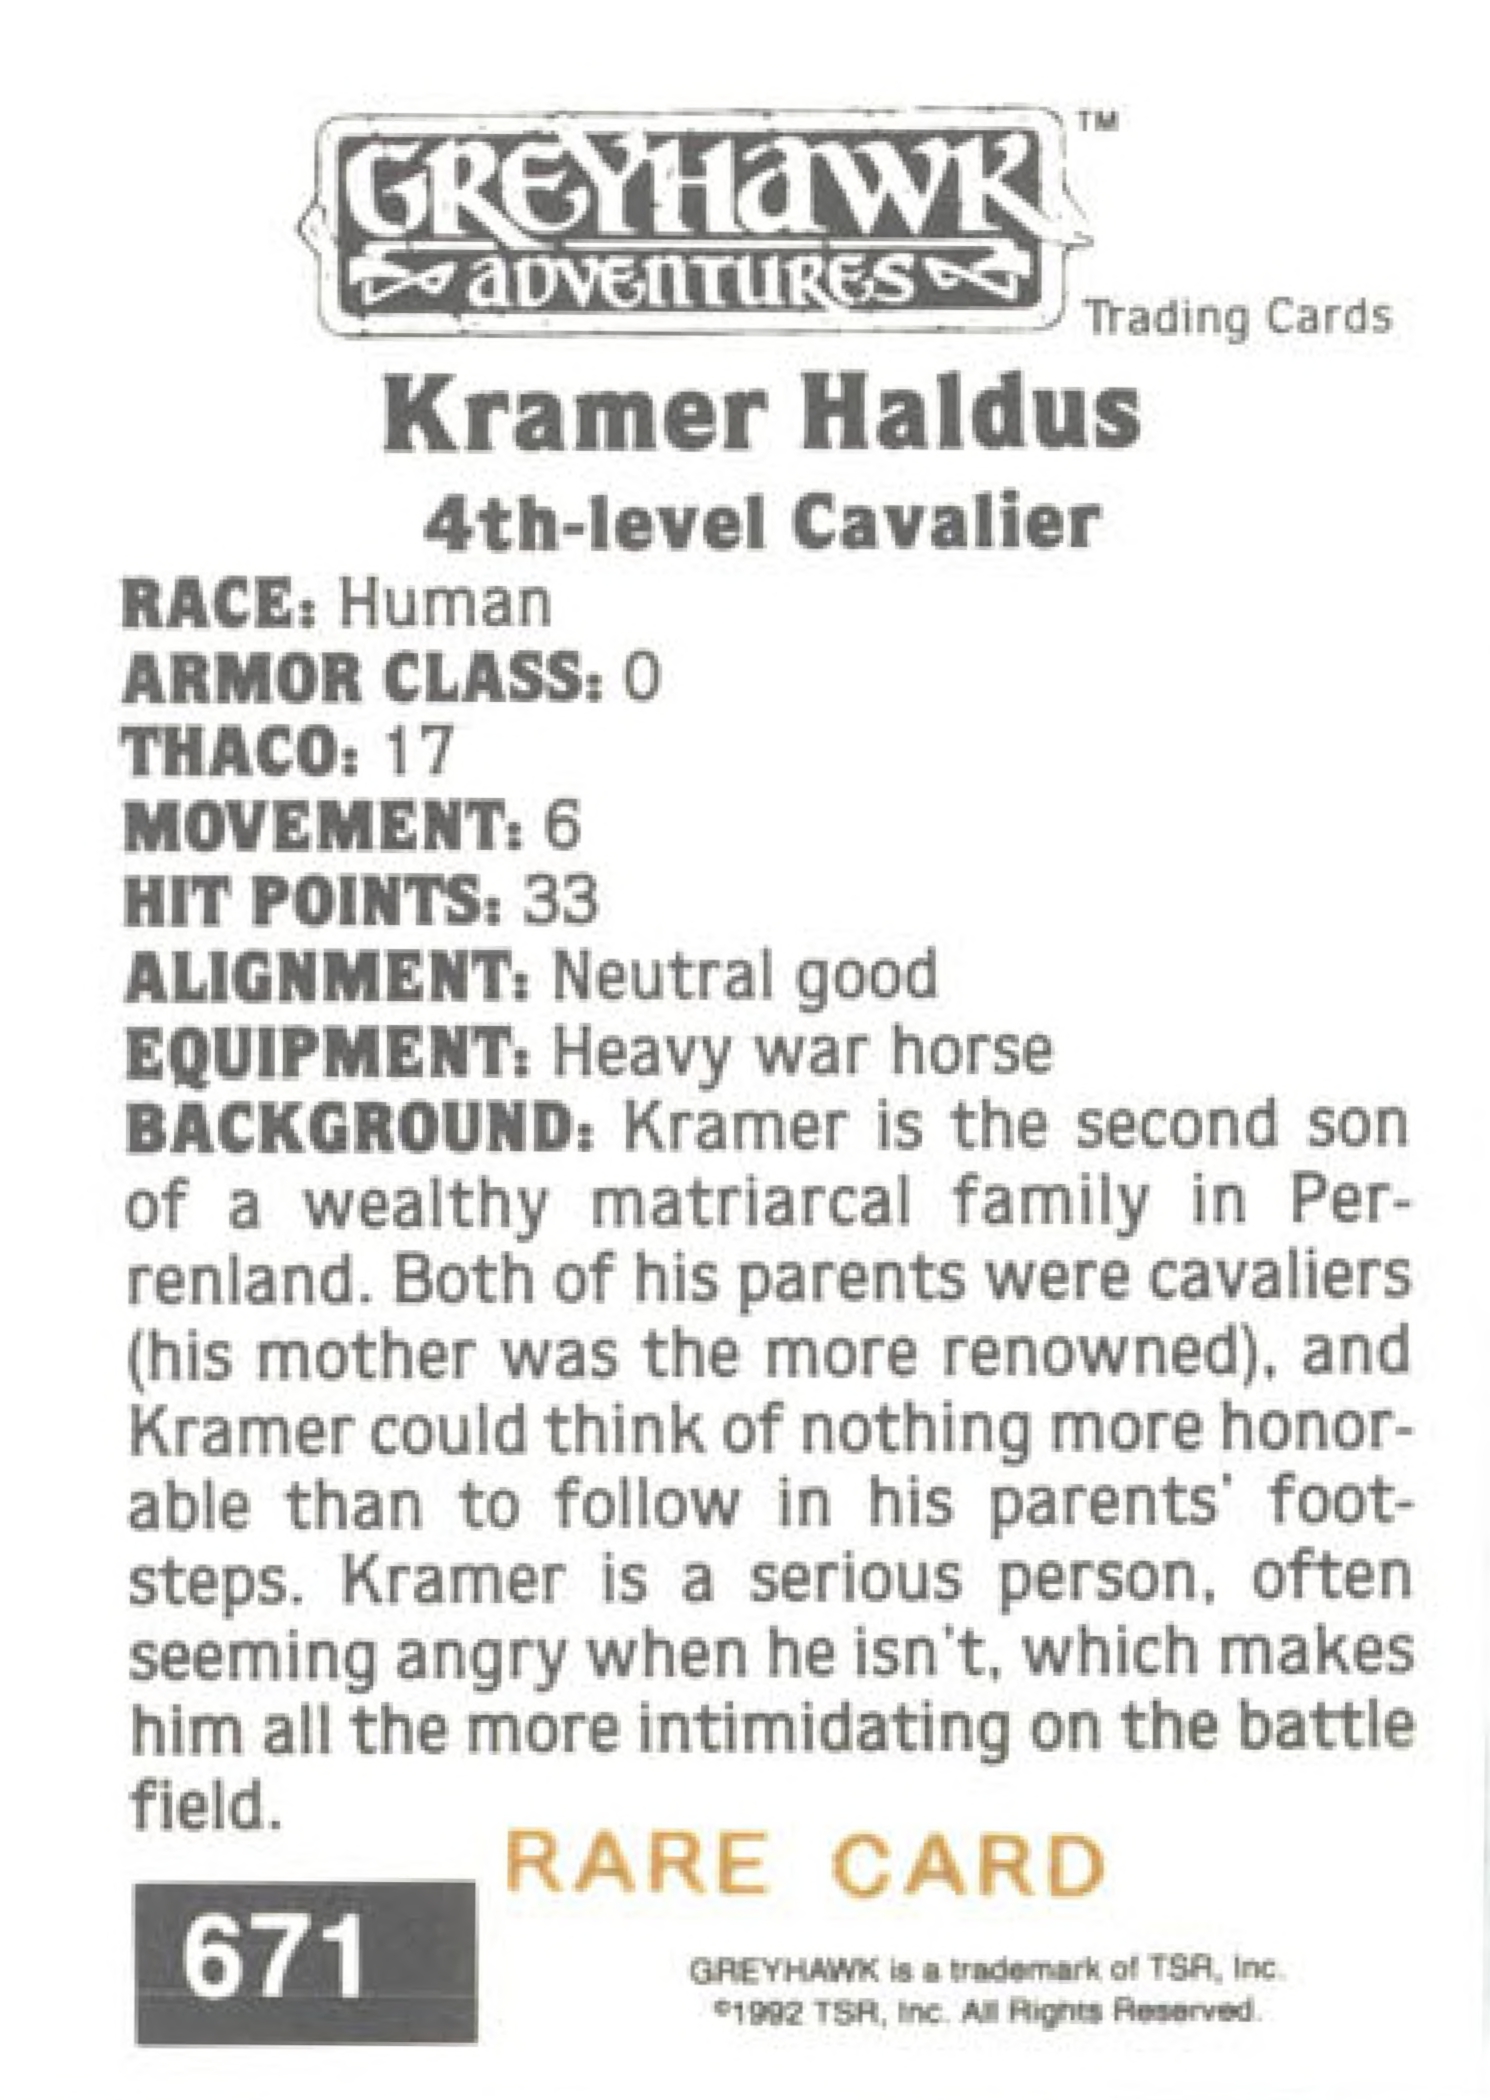 GREYHAWK™
ADVENTURES
Trading Cards
Kramer Haldus
4th-level Cavalier
RACE: Human
ARMOR CLASS: 0
THACO: 17
MOVEMENT: 6
HIT POINTS: 33
ALIGNMENT: Neutral good
EQUIPMENT: Heavy war horse
BACKGROUND: Kramer is the second son
of a wealthy matriarcal family in Per-
renland. Both of his parents were cavaliers
(his mother was the more renowned), and
Kramer could think of nothing more honor-
able than to follow in his parents' foot-
steps. Kramer is a serious person, often
seeming angry when he isn't, which makes
him all the more intimidating on the battle
field.
RARE CARD
671
GREYHAWK is a trademark of TSR, Inc.
©1992 TSR, Inc. All Rights Reserved.